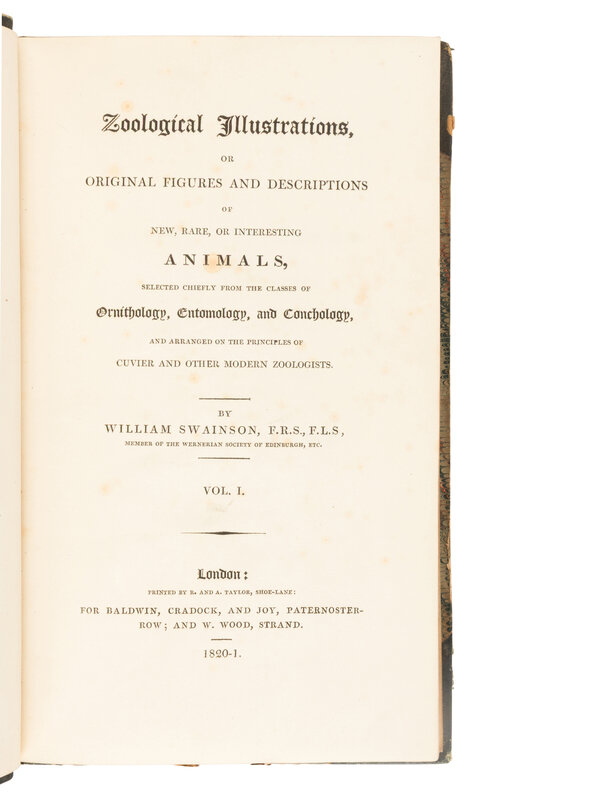 Zoological Illustrations,
OR
ORIGINAL FIGURES AND DESCRIPTIONS
OF
NEW, RARE, OR INTERESTING
ANIMALS,
SELECTED CHIEFLY FROM THE CLASSES OF
Ornithology, Entomology, and Conchology,
AND ARRANGED ON THE PRINCIPLES OF
CUVIER AND OTHER MODERN ZOOLOGISTS.
BY
WILLIAM SWAINSON, F.R.S., F.L.S,
MEMBER OF THE WERNERIAN SOCIETY OF EDINBURGH, ETC.
VOL. I.
London:
PRINTED BY R. AND A. TAYLOR, SHOE-LANE:
FOR BALDWIN, CRADOCK, AND JOY, PATERNOSTER-
ROW; AND W. WOOD, STRAND.
1820-1.